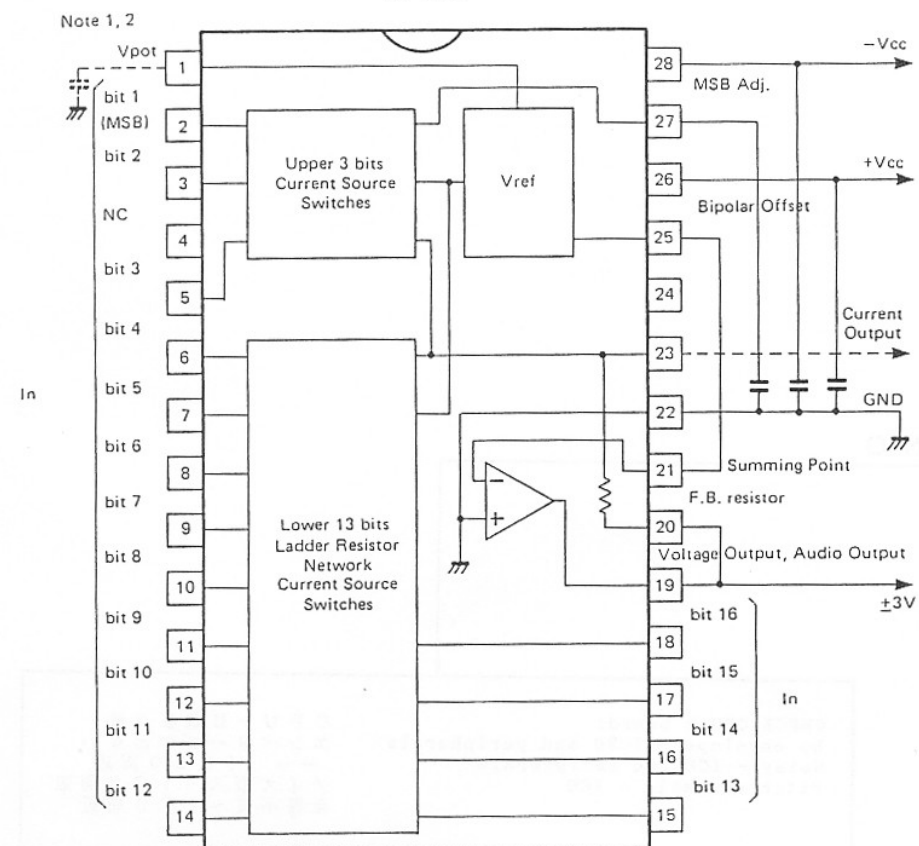 Note 1, 2
Vpot
bit 1
(MSB)
bit 2
NC
bit 3
bit 4
In
bit 5
bit 6
bit 7
bit 8
bit 9
bit 10
bit 11
bit 12
1
2
3
4
5
6
7
8
9
10
11
12
13
14
Upper 3 bits
Current Source
Switches
Vref
Lower 13 bits
Ladder Resistor
Network
Current Source
Switches
−
+
28
27
26
25
24
23
22
21
20
19
18
17
16
15
−Vcc
MSB Adj.
+Vcc
Bipolar Offset
Current
Output
GND
Summing Point
F.B. resistor
Voltage Output, Audio Output
±3V
bit 16
bit 15
In
bit 14
bit 13